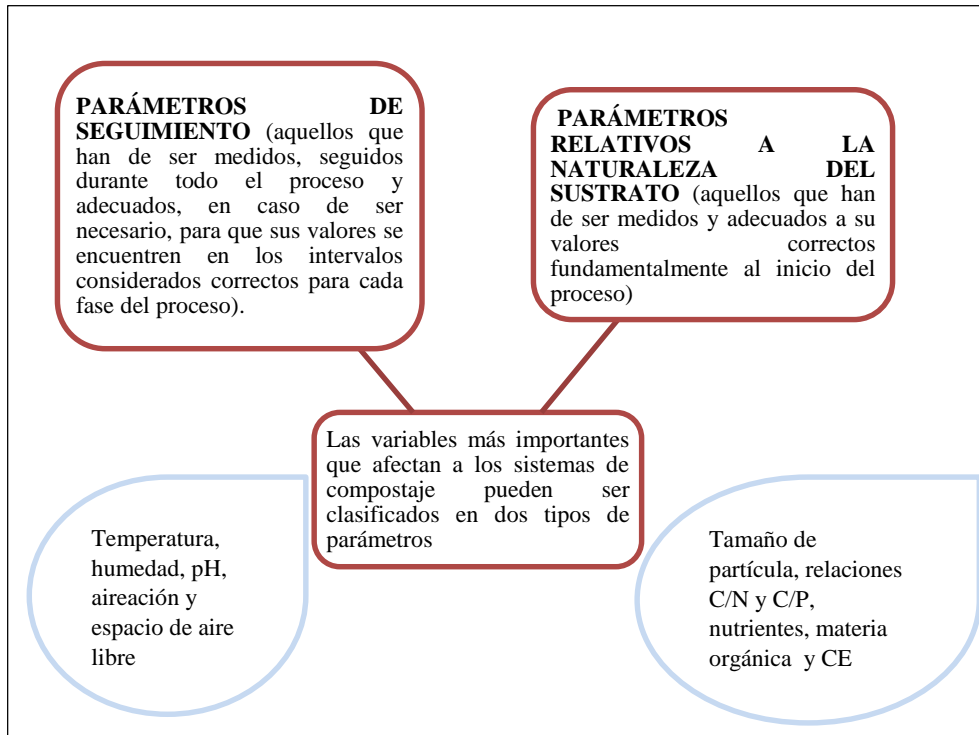 PARÁMETROS DE
SEGUIMIENTO (aquellos que
han de ser medidos, seguidos
durante todo el proceso y
adecuados, en caso de ser
necesario, para que sus valores se
encuentren en los intervalos
considerados correctos para cada
fase del proceso).
PARÁMETROS
RELATIVOS A LA
NATURALEZA DEL
SUSTRATO (aquellos que han
de ser medidos y adecuados a su
valores correctos
fundamentalmente al inicio del
proceso)
Las variables más importantes
que afectan a los sistemas de
compostaje pueden ser
clasificados en dos tipos de
parámetros
Temperatura,
humedad, pH,
aireación y
espacio de aire
libre
Tamaño de
partícula, relaciones
C/N y C/P,
nutrientes, materia
orgánica y CE